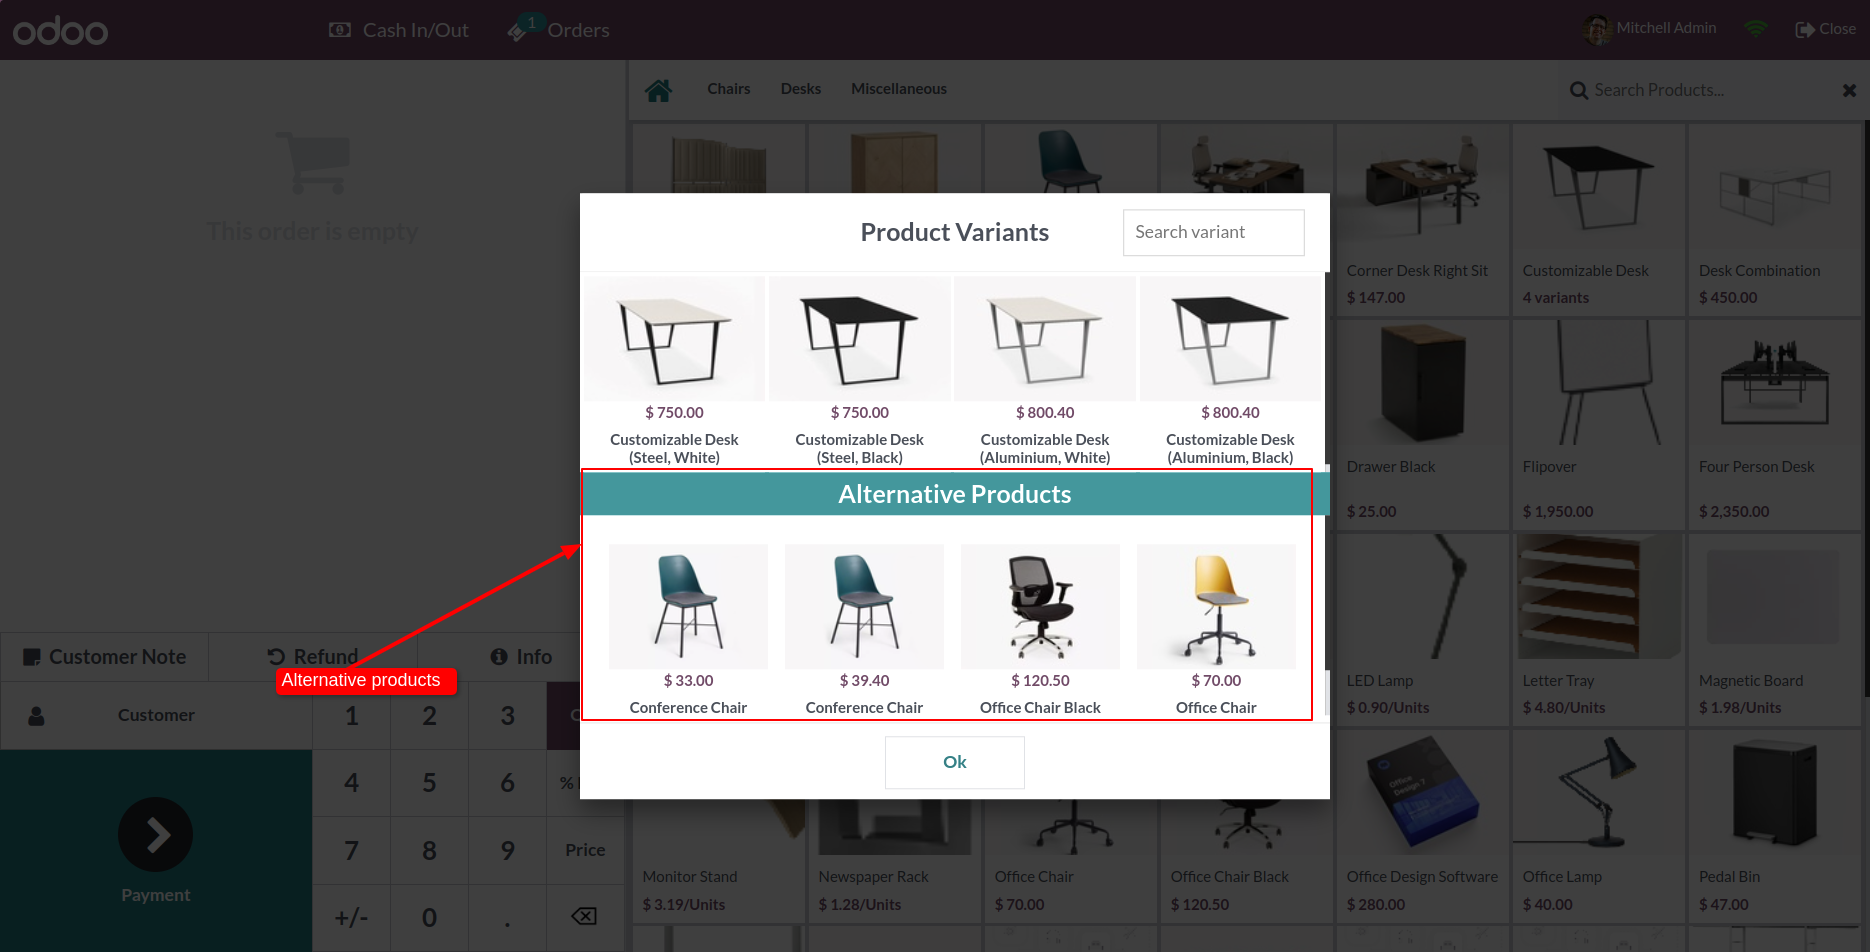 odoo
Cash In/Out
1
Orders
Mitchell Admin
Close
Chairs
Desks
Miscellaneous
Search Products...
This order is empty
Product Variants
Search variant
$ 750.00
Customizable Desk
(Steel, White)
$ 750.00
Customizable Desk
(Steel, Black)
$ 800.40
Customizable Desk
(Aluminium, White)
$ 800.40
Customizable Desk
(Aluminium, Black)
Alternative Products
$ 33.00
Conference Chair
$ 39.40
Conference Chair
$ 120.50
Office Chair Black
$ 70.00
Office Chair
Ok
Corner Desk Right Sit
$ 147.00
Customizable Desk
4 variants
Desk Combination
$ 450.00
Drawer Black
$ 25.00
Flipover
$ 1,950.00
Four Person Desk
$ 2,350.00
LED Lamp
$ 0.90/Units
Letter Tray
$ 4.80/Units
Magnetic Board
$ 1.98/Units
Monitor Stand
$ 3.19/Units
Newspaper Rack
$ 1.28/Units
Office Chair
$ 70.00
Office Chair Black
$ 120.50
Office
Design 7
Office Design Software
$ 280.00
Office Lamp
$ 40.00
Pedal Bin
$ 47.00
Customer Note
Refund
Info
Alternative products
Customer
1
2
3
4
5
6
%
7
8
9
Price
Payment
+/-
0
.